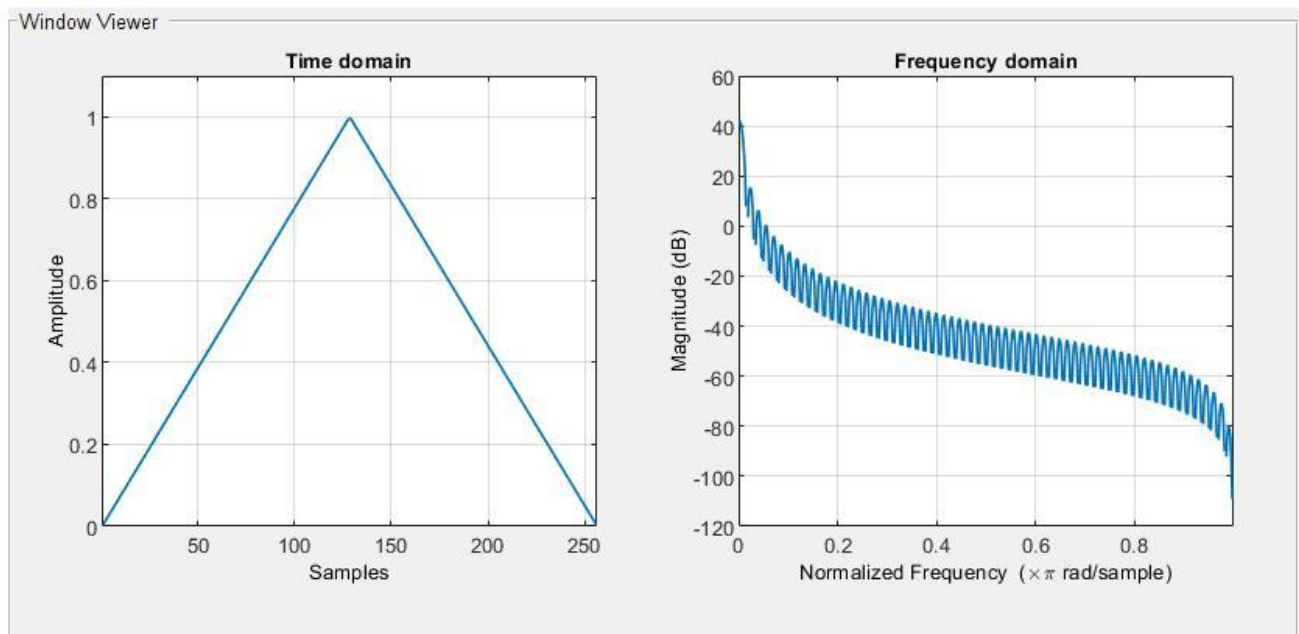 Window Viewer
Time domain
1
0.8
0.6
0.4
0.2
0
Amplitude
50 100 150 200 250
Samples
Frequency domain
60
40
20
0
-20
-40
-60
-80
-100
-120
Magnitude (dB)
0 0.2 0.4 0.6 0.8
Normalized Frequency (×π rad/sample)